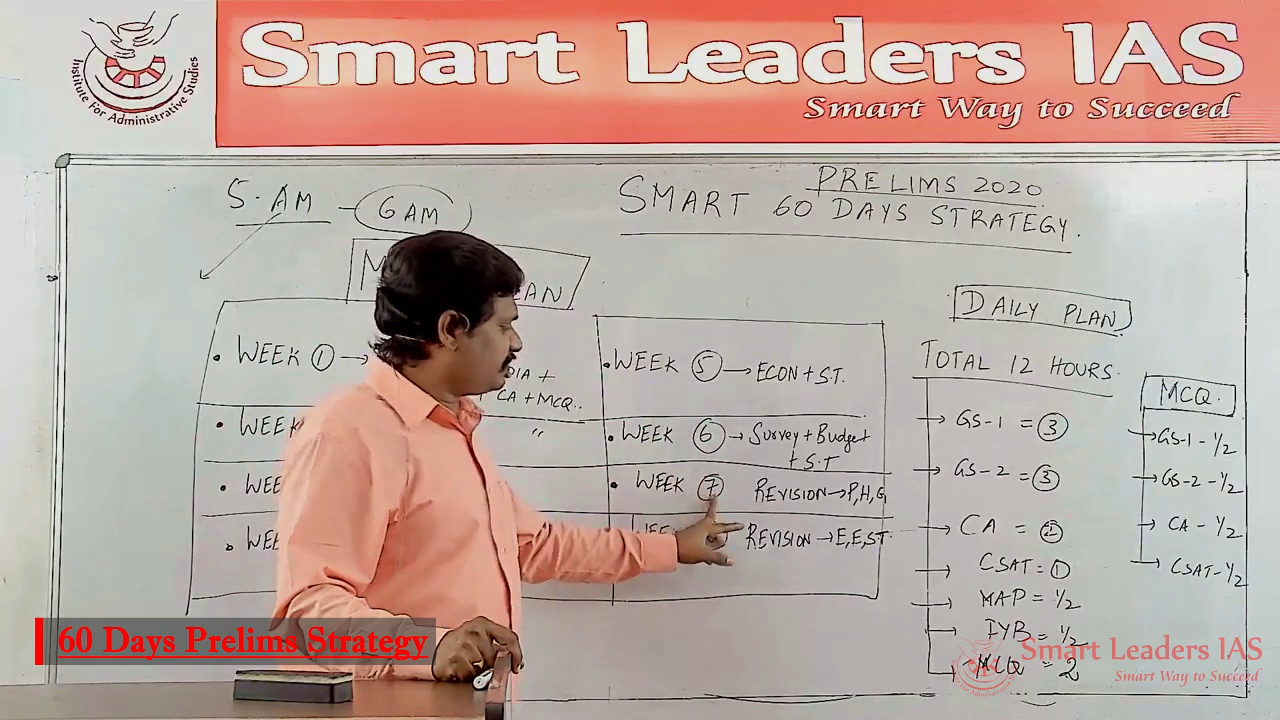 Smart Leaders IAS
Smart Way to Succeed
Institute For Administrative Studies
5.AM – 6 AM
PRELIMS 2020
SMART 60 DAYS STRATEGY.
• WEEK 1 →
CA + MCQ..
• WEEK 5 → ECON + S.T.
• WEEK 6 → Survey + Budget
+ S.T
• WEEK 7 REVISION → P, H, G
REVISION → E, E, ST.
DAILY PLAN
TOTAL 12 HOURS.
→ GS-1 = 3
→ GS-2 = 3
→ CA = 2
→ CSAT = 1
→ MAP = 1/2
→ IYB = 1/2
→ MCQ = 2
MCQ.
→ GS-1 - 1/2
→ GS-2 - 1/2
→ CA - 1/2
→ CSAT - 1/2
60 Days Prelims Strategy
Smart Leaders IAS
Smart Way to Succeed